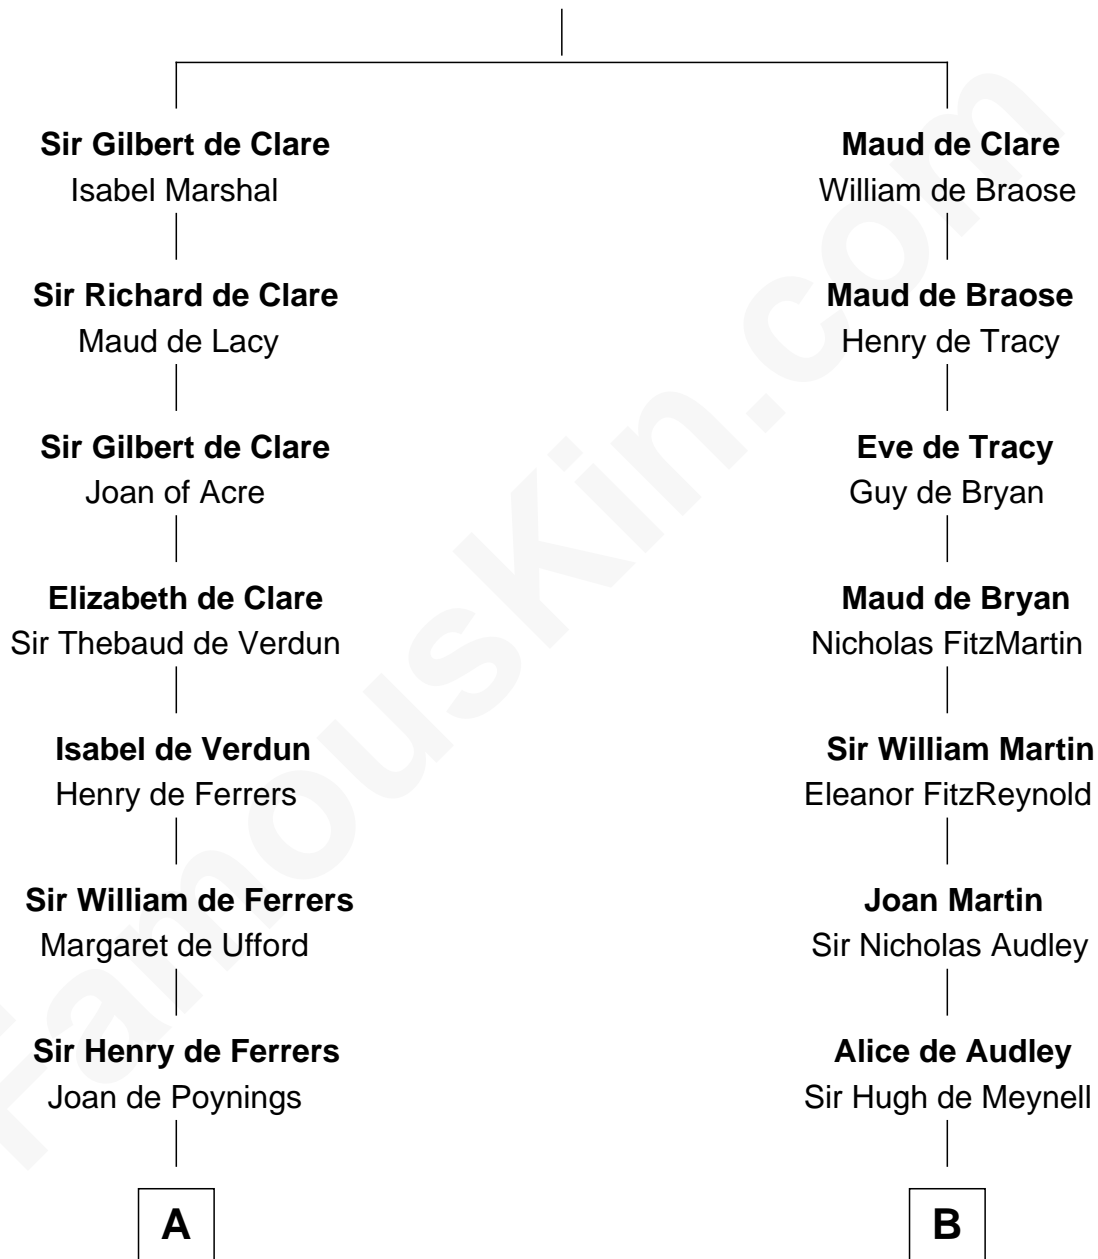 Sir Gilbert de Clare
Isabel Marshal
Sir Richard de Clare
Maud de Lacy
Sir Gilbert de Clare
Joan of Acre
Elizabeth de Clare
Sir Thebaud de Verdun
Isabel de Verdun
Henry de Ferrers
Sir William de Ferrers
Margaret de Ufford
Sir Henry de Ferrers
Joan de Poynings
A
Maud de Clare
William de Braose
Maud de Braose
Henry de Tracy
Eve de Tracy
Guy de Bryan
Maud de Bryan
Nicholas FitzMartin
Sir William Martin
Eleanor FitzReynold
Joan Martin
Sir Nicholas Audley
Alice de Audley
Sir Hugh de Meynell
B
FamousKin.com